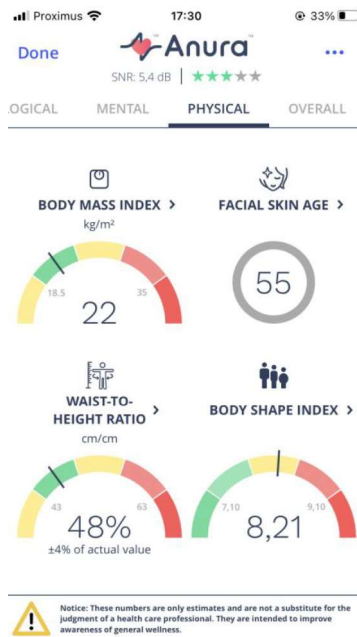 Proximus 17:30 33%
Done Anura™ ...
SNR: 5,4 dB | ★★★★★
.OGICAL MENTAL PHYSICAL OVERALL
BODY MASS INDEX > FACIAL SKIN AGE >
kg/m²
18.5 35
22 55
WAIST-TO-
HEIGHT RATIO > BODY SHAPE INDEX >
cm/cm
43 63 7,10 9,10
48% 8,21
±4% of actual value
Notice: These numbers are only estimates and are not a substitute for the
judgment of a health care professional. They are intended to improve
awareness of general wellness.